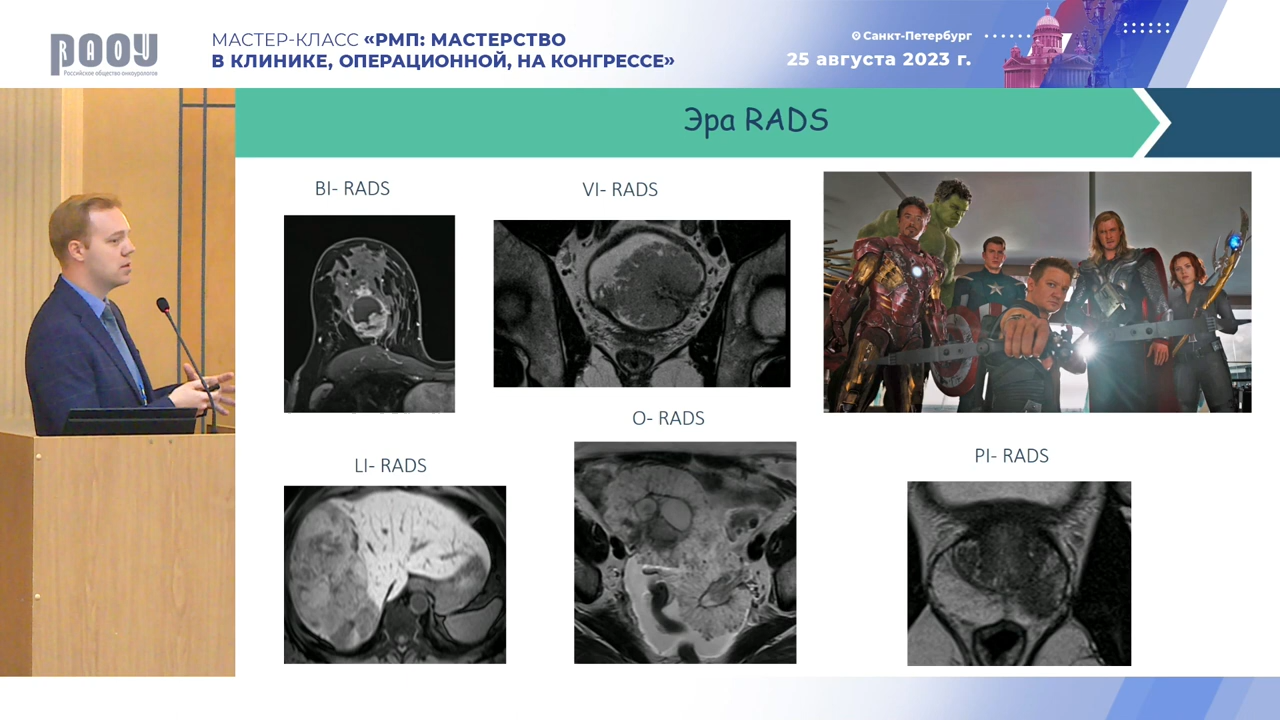 РАОУ
Российское общество онкоурологов
МАСТЕР-КЛАСС «РМП: МАСТЕРСТВО
В КЛИНИКЕ, ОПЕРАЦИОННОЙ, НА КОНГРЕССЕ»
Санкт-Петербург
25 августа 2023 г.
Эра RADS
BI- RADS
VI- RADS
O- RADS
LI- RADS
PI- RADS